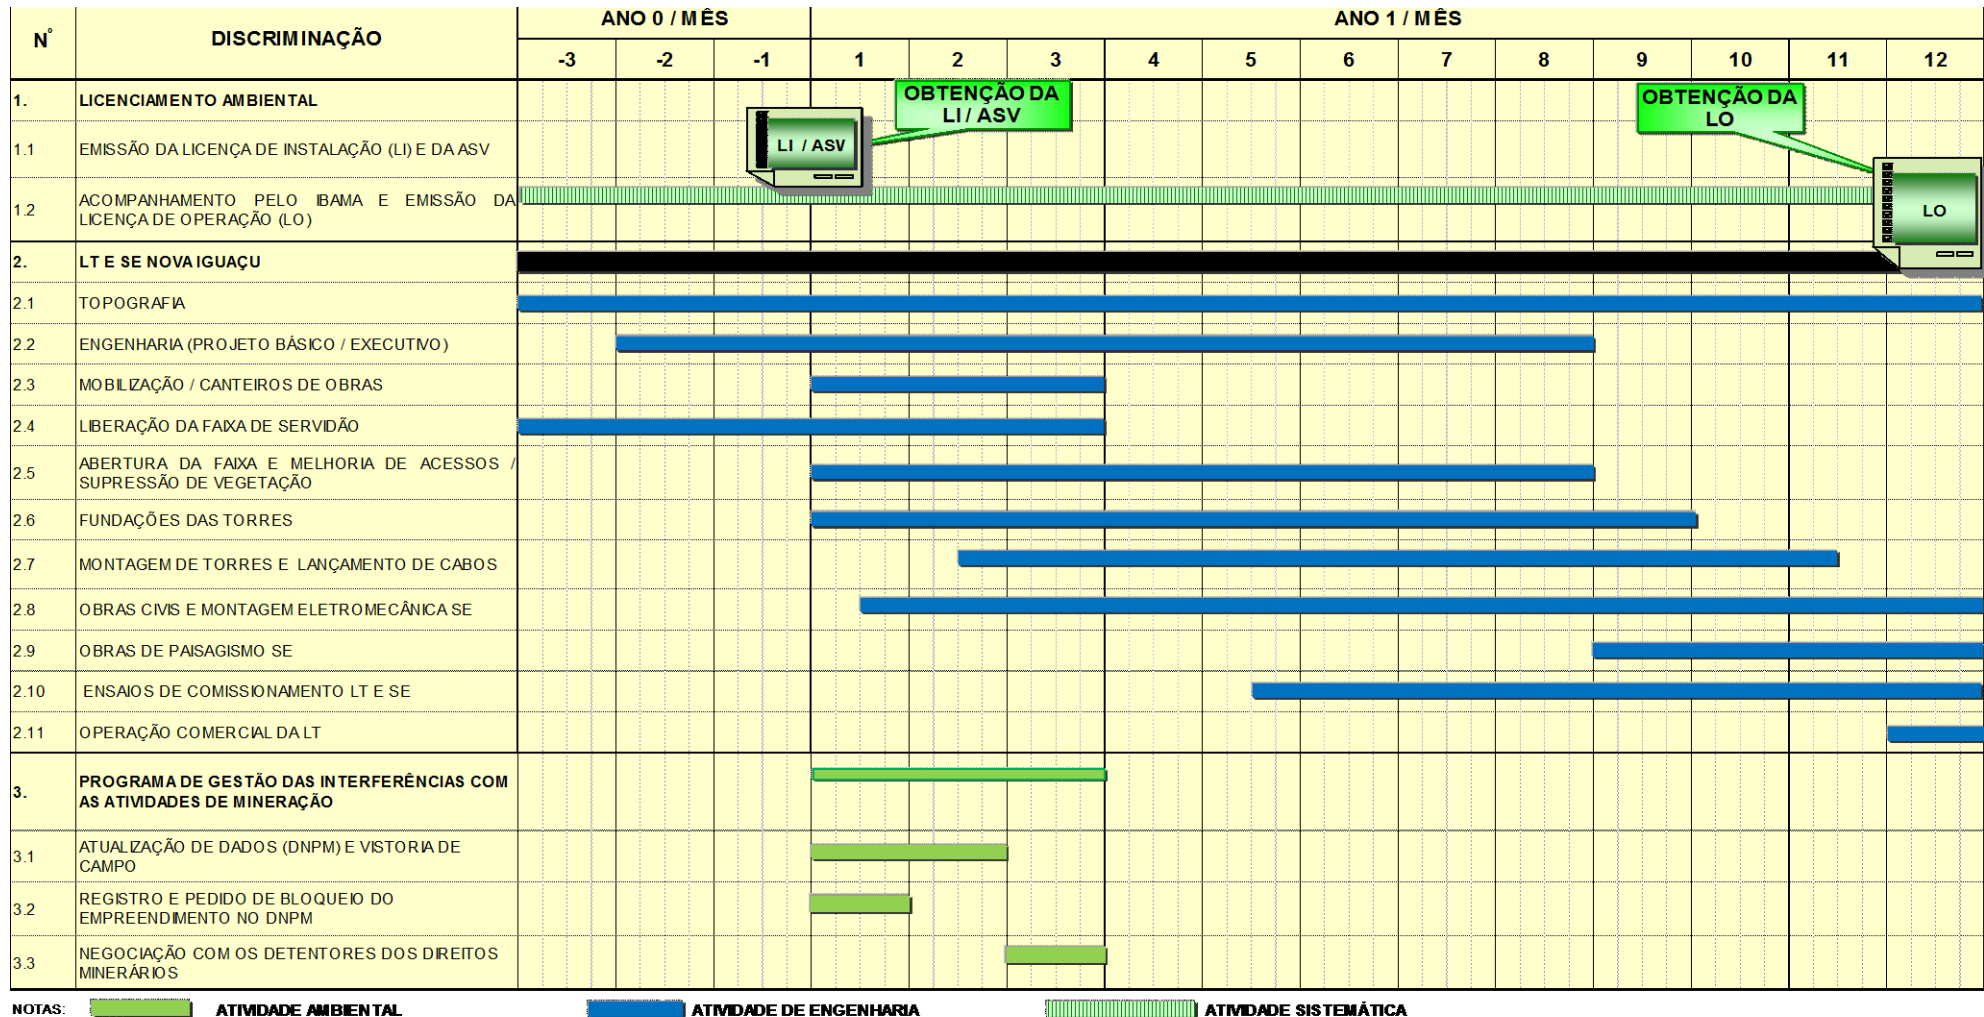 N° DISCRIMINAÇÃO ANO 0 / MÊS ANO 1 / MÊS
-3 -2 -1 1 2 3 4 5 6 7 8 9 10 11 12
1. LICENCIAMENTO AMBIENTAL
OBTENÇÃO DA
LI / ASV
OBTENÇÃO DA
LO
1.1 EMISSÃO DA LICENÇA DE INSTALAÇÃO (LI) E DA ASV
LI / ASV
1.2 ACOMPANHAMENTO PELO IBAMA E EMISSÃO DA
LICENÇA DE OPERAÇÃO (LO)
LO
2. LT E SE NOVA IGUAÇU
2.1 TOPOGRAFIA
2.2 ENGENHARIA (PROJETO BÁSICO / EXECUTIVO)
2.3 MOBILIZAÇÃO / CANTEIROS DE OBRAS
2.4 LIBERAÇÃO DA FAIXA DE SERVIDÃO
2.5 ABERTURA DA FAIXA E MELHORIA DE ACESSOS /
SUPRESSÃO DE VEGETAÇÃO
2.6 FUNDAÇÕES DAS TORRES
2.7 MONTAGEM DE TORRES E LANÇAMENTO DE CABOS
2.8 OBRAS CIVIS E MONTAGEM ELETROMECÂNICA SE
2.9 OBRAS DE PAISAGISMO SE
2.10 ENSAIOS DE COMISSIONAMENTO LT E SE
2.11 OPERAÇÃO COMERCIAL DA LT
3. PROGRAMA DE GESTÃO DAS INTERFERÊNCIAS COM
AS ATIVIDADES DE MINERAÇÃO
3.1 ATUALIZAÇÃO DE DADOS (DNPM) E VISTORIA DE
CAMPO
3.2 REGISTRO E PEDIDO DE BLOQUEIO DO
EMPREENDIMENTO NO DNPM
3.3 NEGOCIAÇÃO COM OS DETENTORES DOS DIREITOS
MINERÁRIOS
NOTAS: ATIVIDADE AMBIENTAL ATIVIDADE DE ENGENHARIA ATIVIDADE SISTEMÁTICA